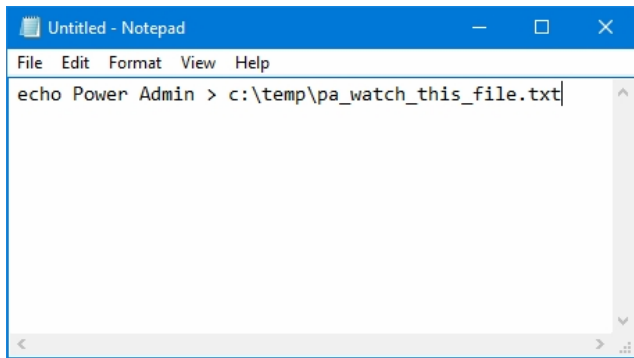 Untitled - Notepad
File Edit Format View Help
echo Power Admin > c:\temp\pa_watch_this_file.txt